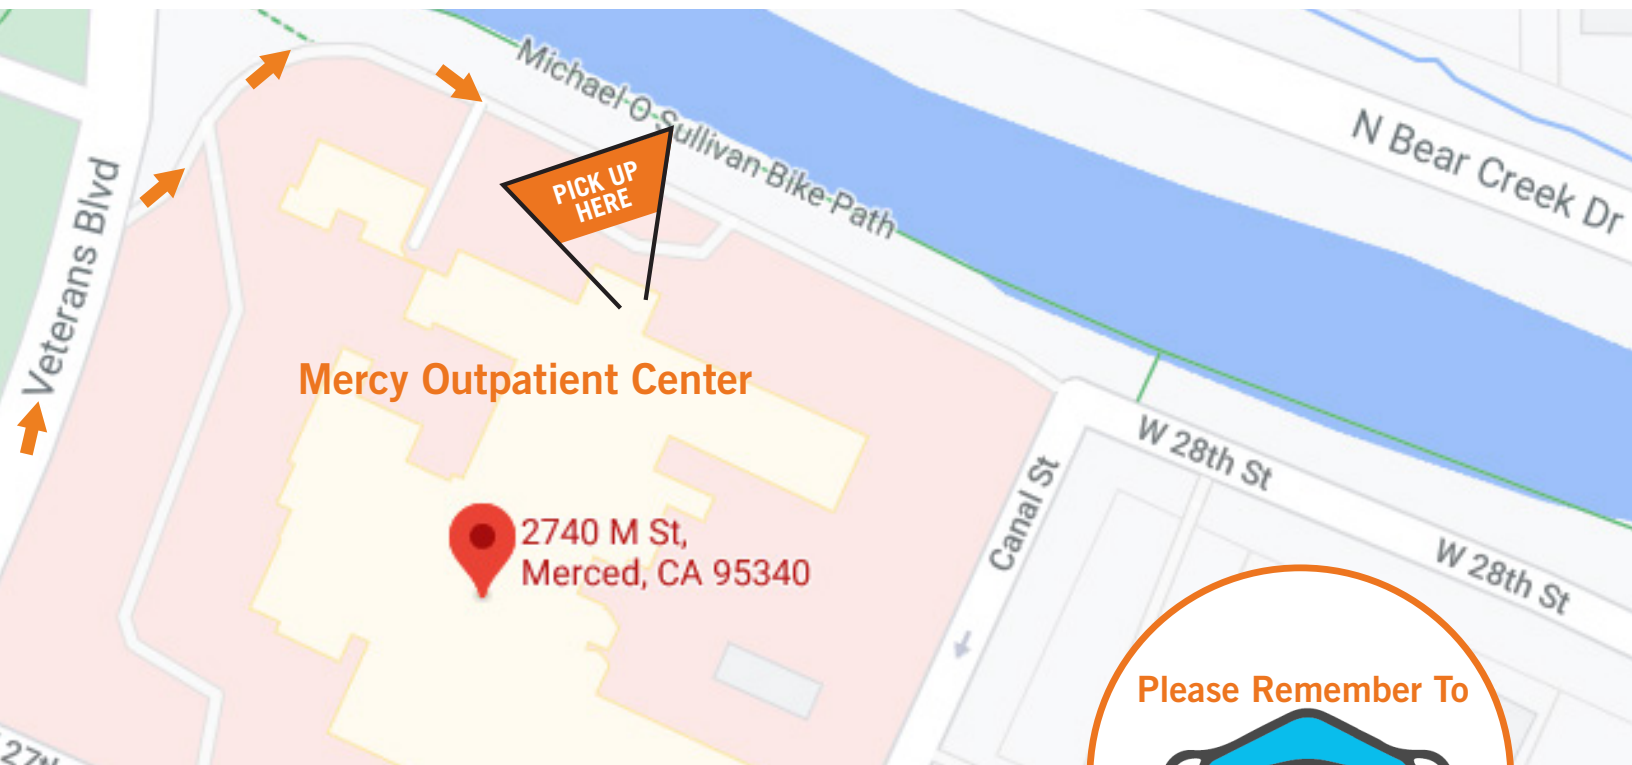 Michael O Sullivan Bike Path
N Bear Creek Dr
PICK UP
HERE
Veterans Blvd
Mercy Outpatient Center
W 28th St
Canal St
2740 M St,
Merced, CA 95340
W 28th St
Please Remember To